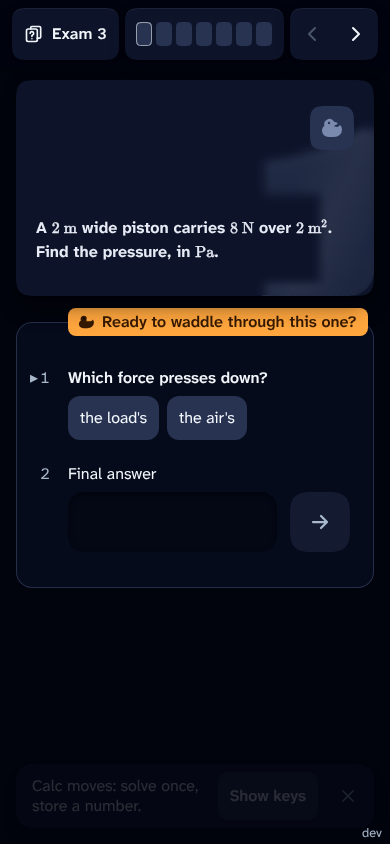 Exam 3
1
A 2 m wide piston carries 8 N over 2 m².
Find the pressure, in Pa.
Ready to waddle through this one?
▸1 Which force presses down?
the load's the air's
2 Final answer
→
Calc moves: solve once,
store a number.
Show keys ×
dev